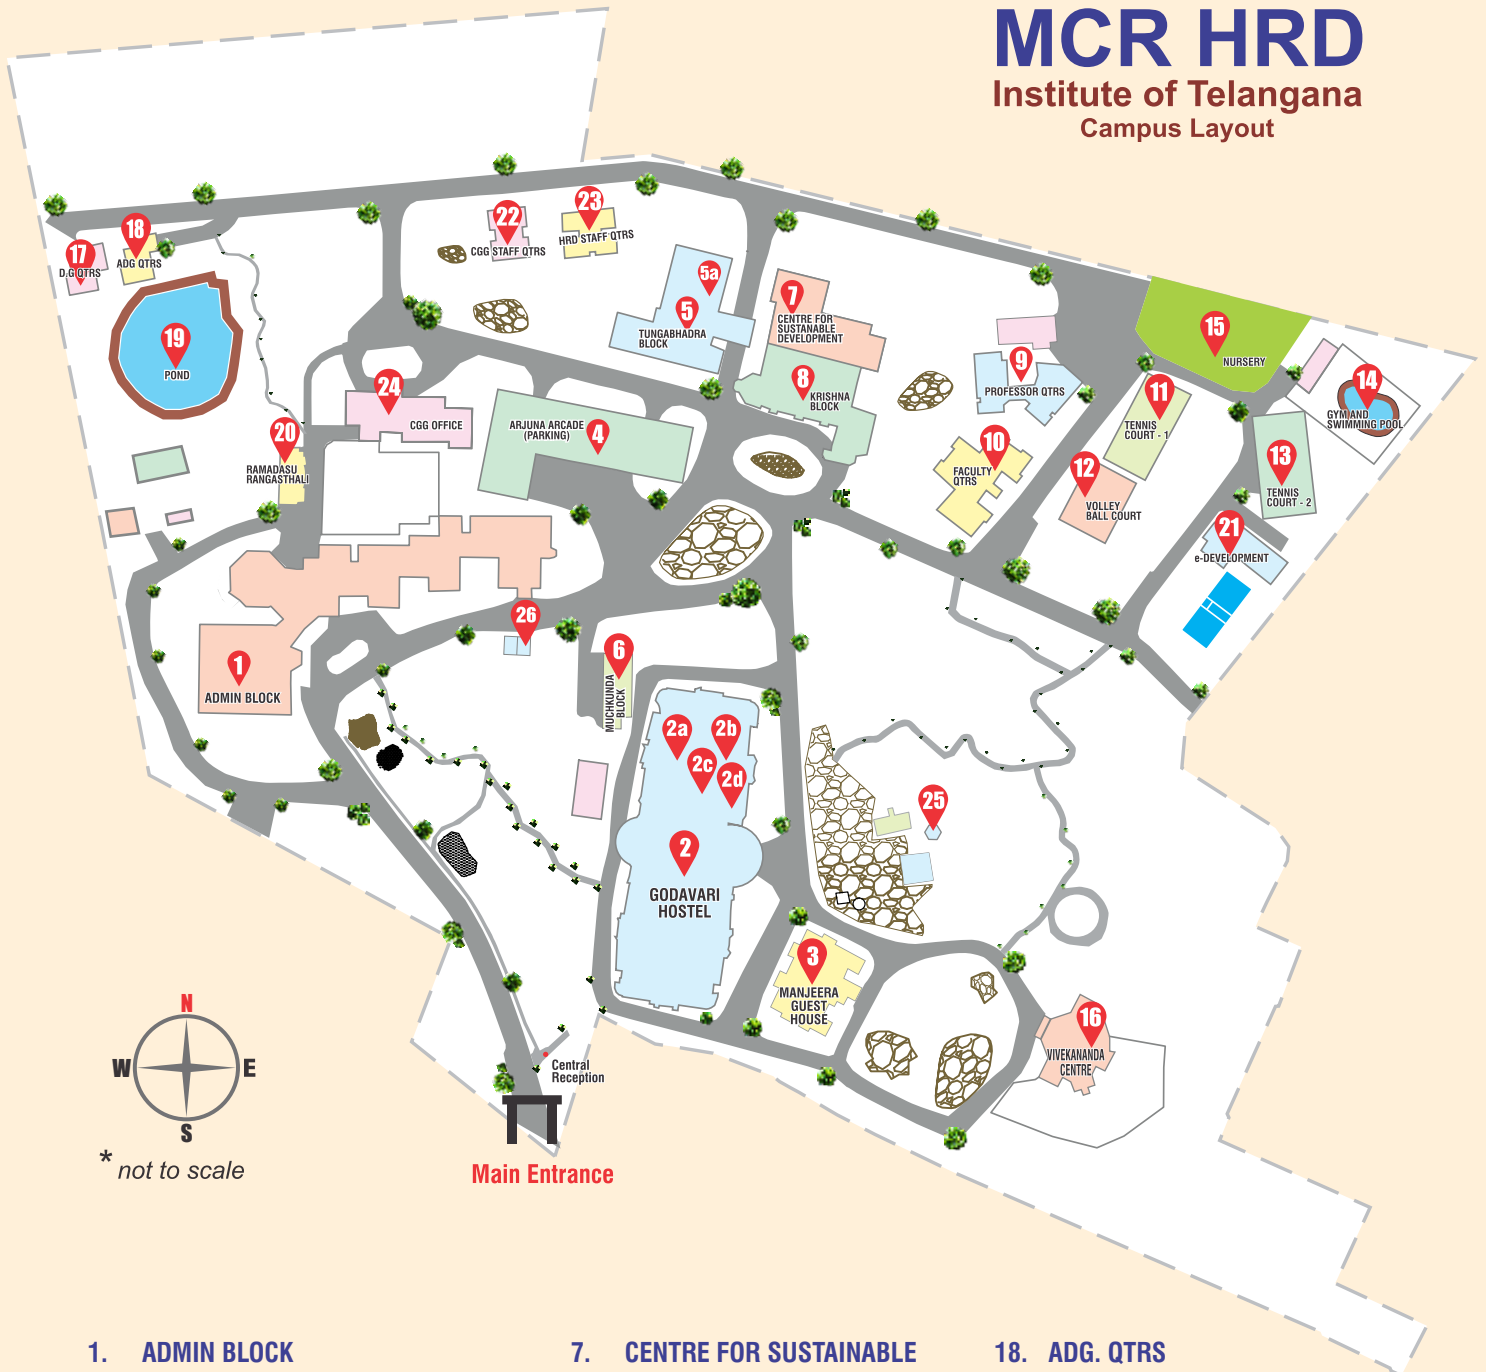 MCR HRD
Institute of Telangana
Campus Layout
23
22
HRD STAFF QTRS
CGG STAFF QTRS
18
17
ADG QTRS
D.G QTRS
5a
5
TUNGABHADRA
BLOCK
7
CENTRE FOR
SUSTANABLE
DEVELOPMENT
15
NURSERY
19
POND
9
PROFESSOR QTRS
8
KRISHNA
BLOCK
14
GYM AND
SWIMMING POOL
24
CGG OFFICE
11
TENNIS
COURT - 1
ARJUNA ARCADE
(PARKING)
4
20
RAMADASU
RANGASTHALI
10
FACULTY
QTRS
12
VOLLEY
BALL COURT
13
TENNIS
COURT - 2
21
e-DEVELOPMENT
26
6
MUCHKUNDA
BLOCK
1
ADMIN BLOCK
2a
2b
2c
2d
25
2
GODAVARI
HOSTEL
3
MANJEERA
GUEST
HOUSE
16
VIVEKANANDA
CENTRE
N
W
E
S
* not to scale
Central
Reception
Main Entrance
1. ADMIN BLOCK
7. CENTRE FOR SUSTAINABLE
18. ADG. QTRS